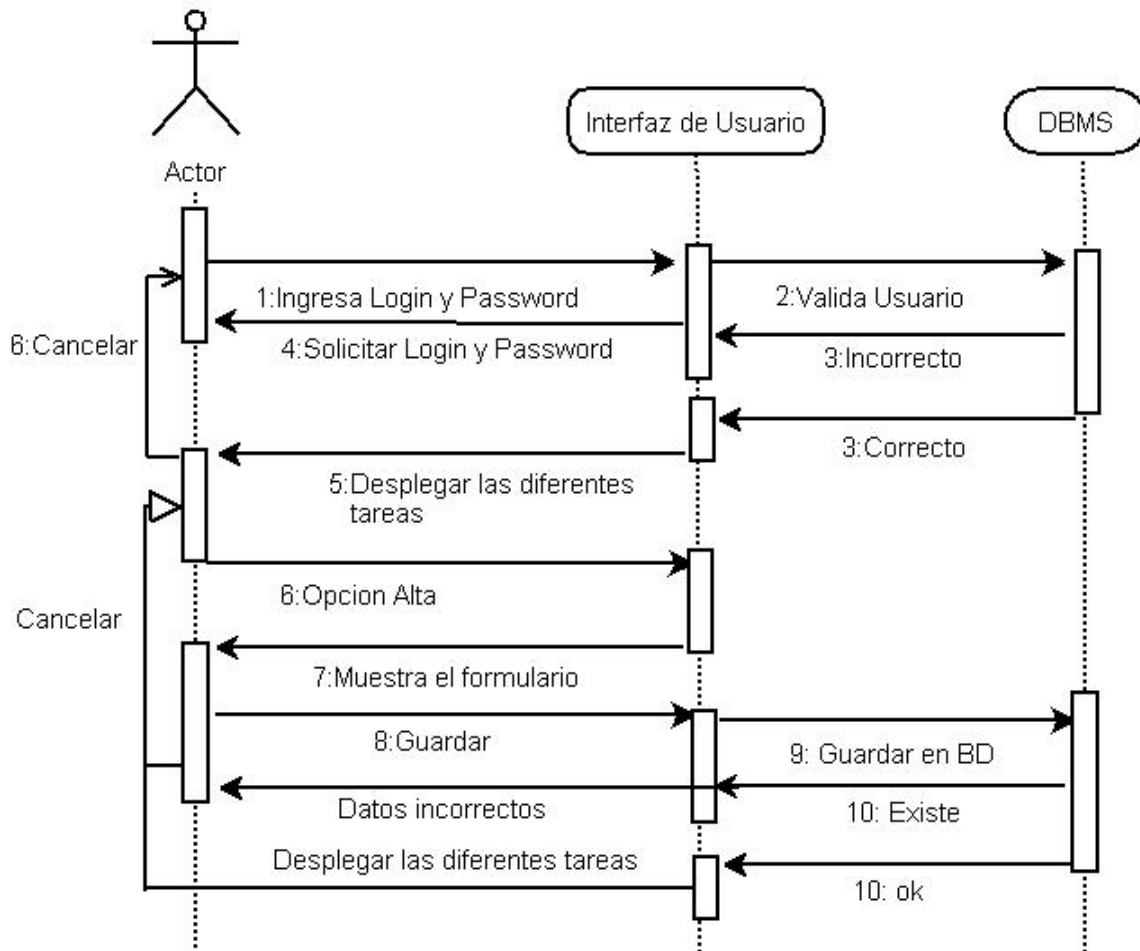 Interfaz de Usuario
DBMS
Actor
1:Ingresa Login y Password
2:Valida Usuario
6:Cancelar
4:Solicitar Login y Password
3:Incorrecto
3:Correcto
5:Desplegar las diferentes
tareas
6:Opcion Alta
Cancelar
7:Muestra el formulario
8:Guardar
9: Guardar en BD
Datos incorrectos
10: Existe
Desplegar las diferentes tareas
10: ok